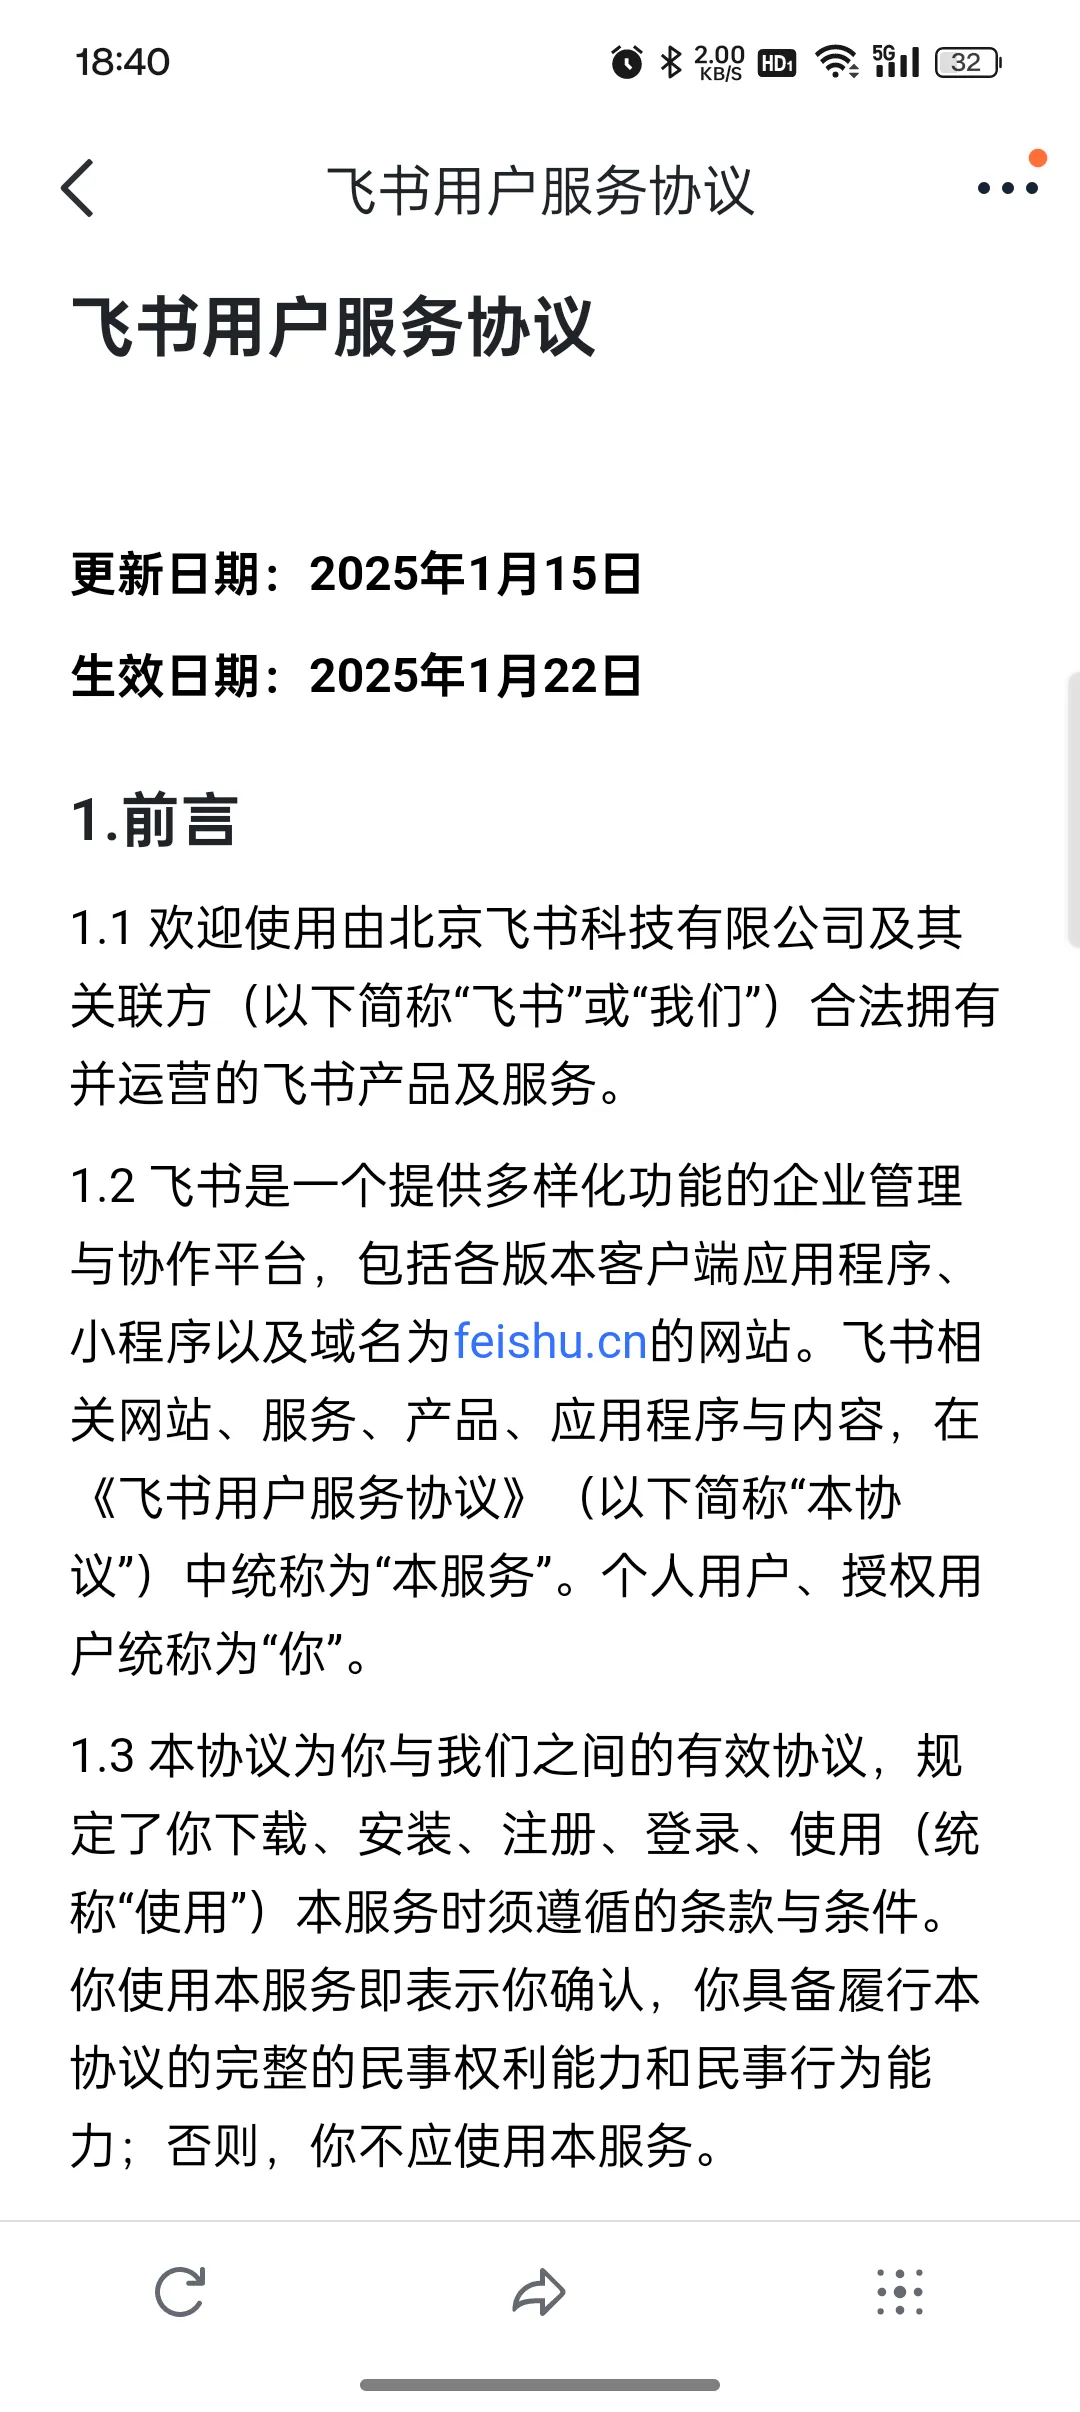 18:40
2.00
KB/S
HD1
5G
32
飞书用户服务协议
飞书用户服务协议
更新日期：2025年1月15日
生效日期：2025年1月22日
1.前言
1.1 欢迎使用由北京飞书科技有限公司及其
关联方（以下简称“飞书”或“我们”）合法拥有
并运营的飞书产品及服务。
1.2 飞书是一个提供多样化功能的企业管理
与协作平台，包括各版本客户端应用程序、
小程序以及域名为feishu.cn的网站。飞书相
关网站、服务、产品、应用程序与内容，在
《飞书用户服务协议》（以下简称“本协
议”）中统称为“本服务”。个人用户、授权用
户统称为“你”。
1.3 本协议为你与我们之间的有效协议，规
定了你下载、安装、注册、登录、使用（统
称“使用”）本服务时须遵循的条款与条件。
你使用本服务即表示你确认，你具备履行本
协议的完整的民事权利能力和民事行为能
力；否则，你不应使用本服务。